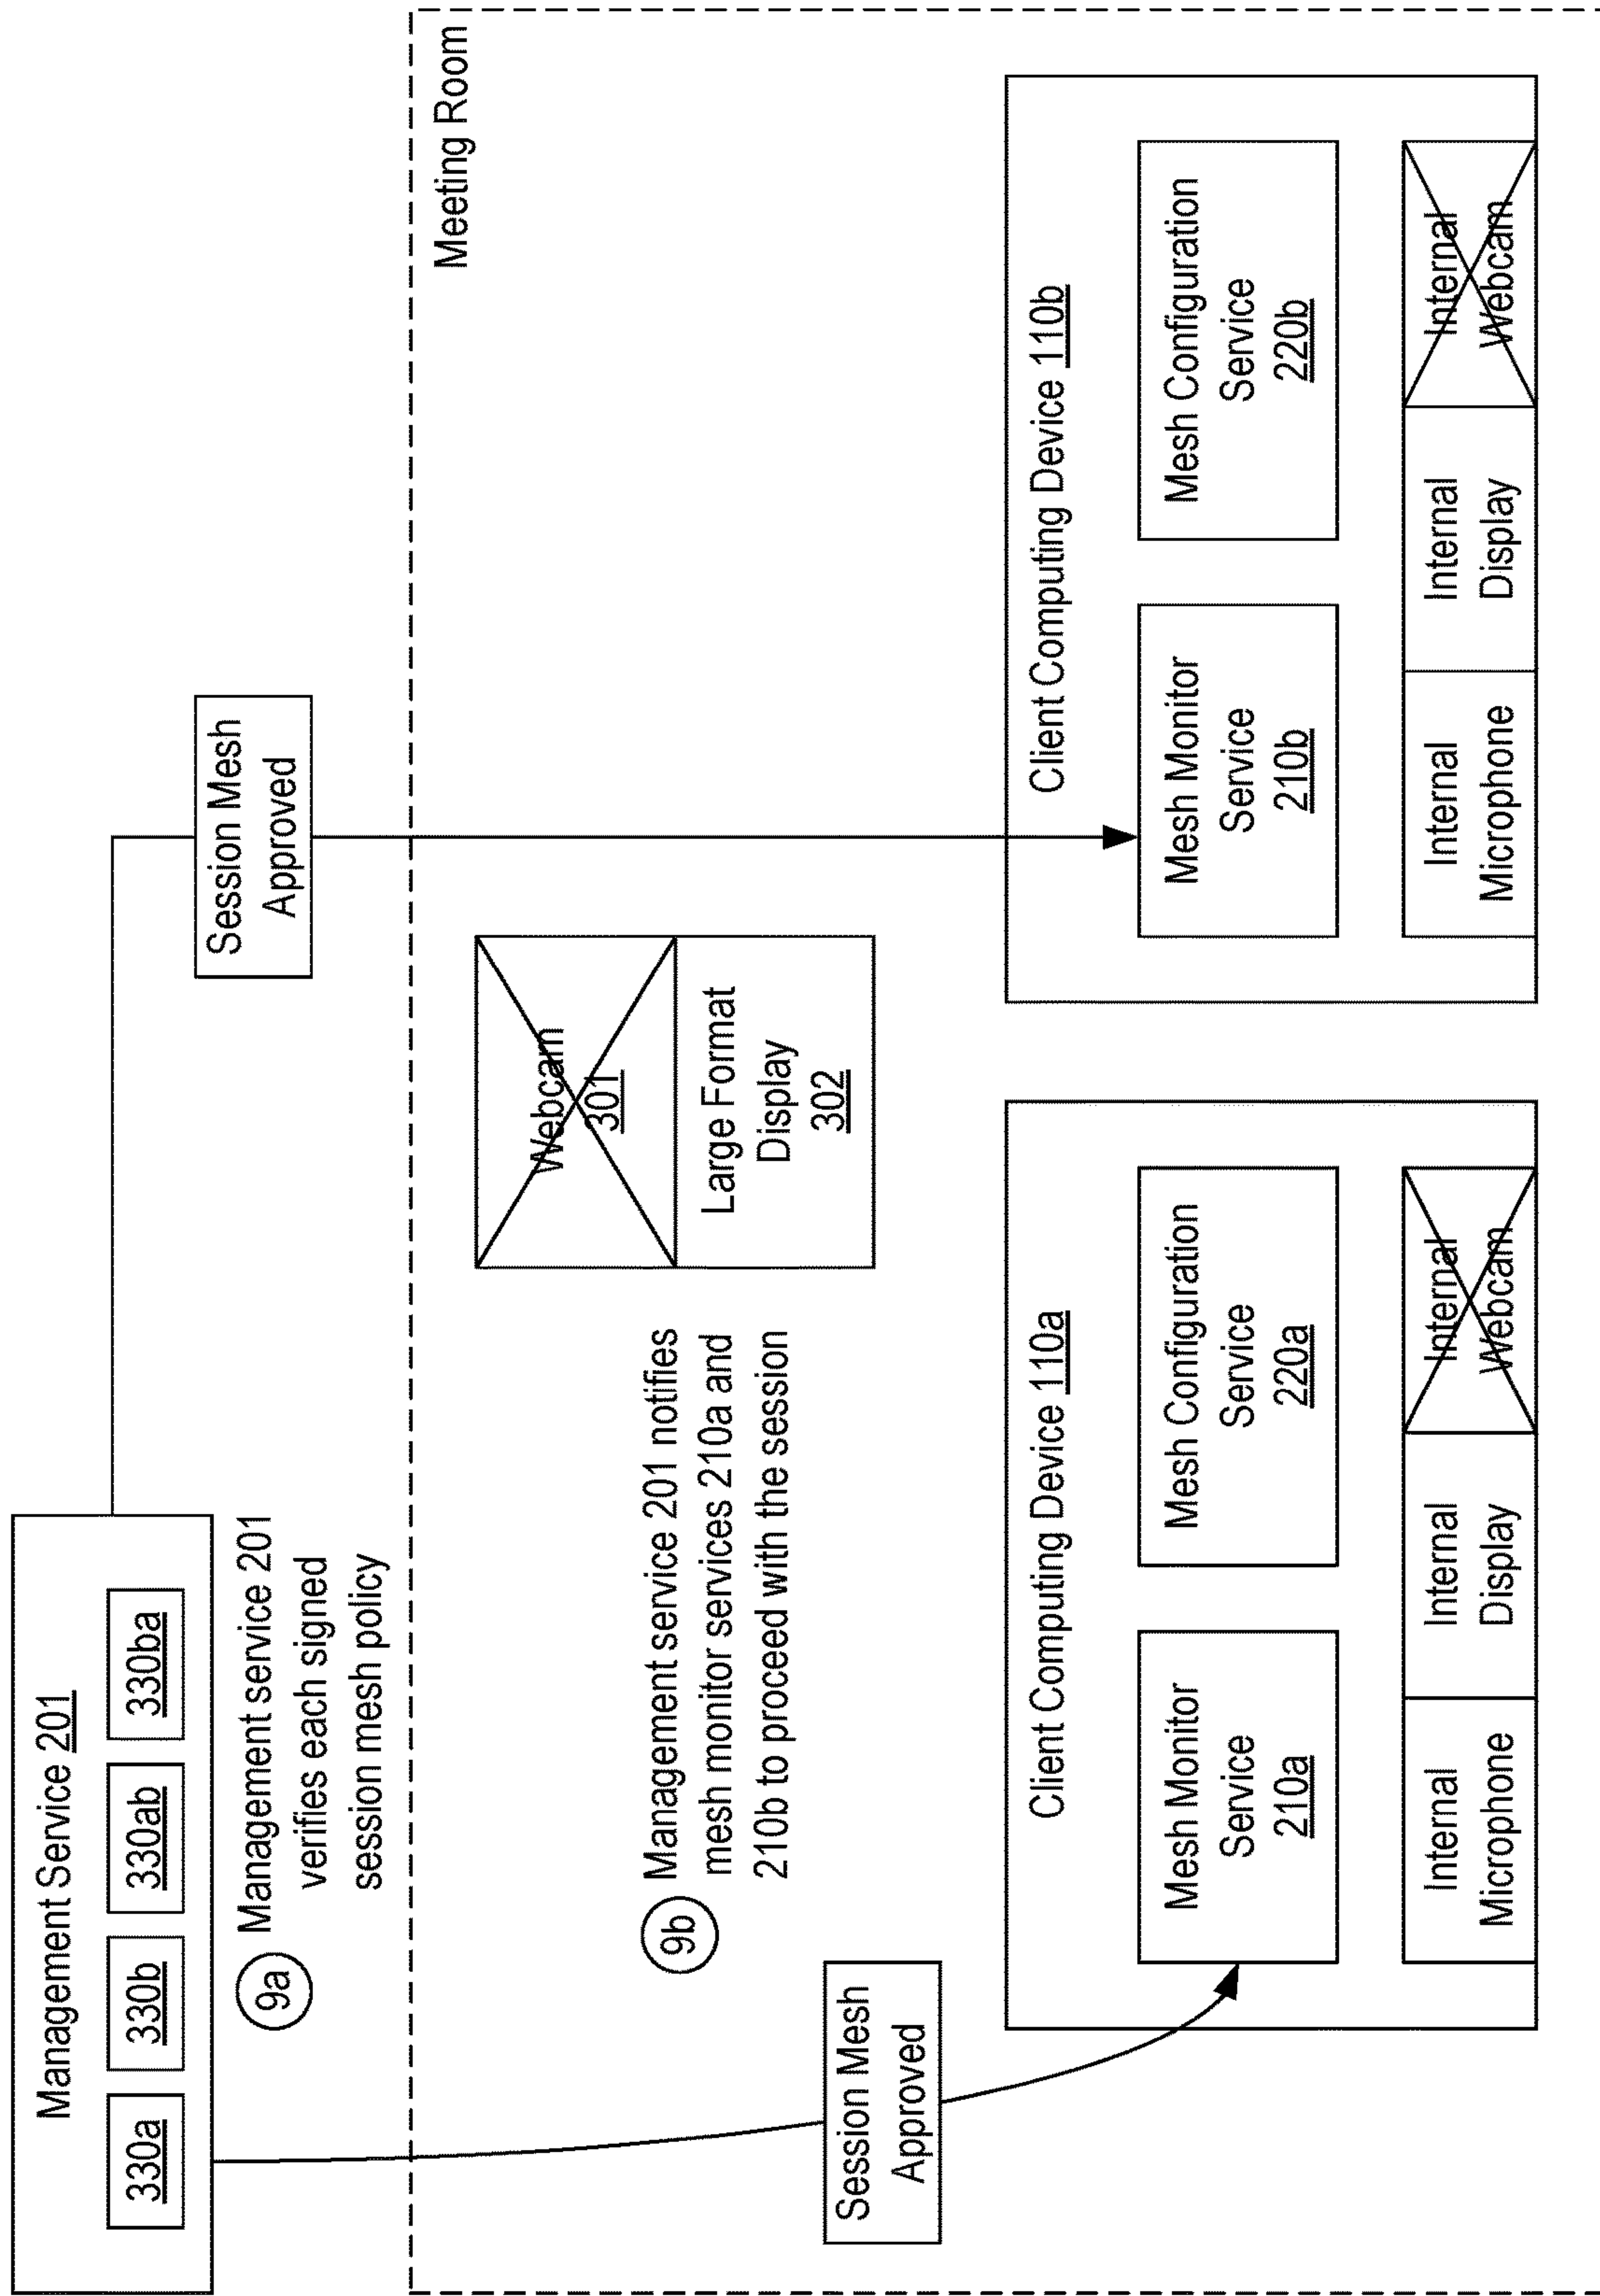 Management Service 201
330a
330b
330ab
330ba
9a
Management service 201
verifies each signed
session mesh policy
Session Mesh
Approved
Meeting Room
Webcam
301
Large Format
Display
302
9b
Management service 201 notifies
mesh monitor services 210a and
210b to proceed with the session
Session Mesh
Approved
Client Computing Device 110a
Mesh Monitor
Service
210a
Mesh Configuration
Service
220a
Internal
Microphone
Internal
Display
Internal
Webcam
Client Computing Device 110b
Mesh Monitor
Service
210b
Mesh Configuration
Service
220b
Internal
Microphone
Internal
Display
Internal
Webcam